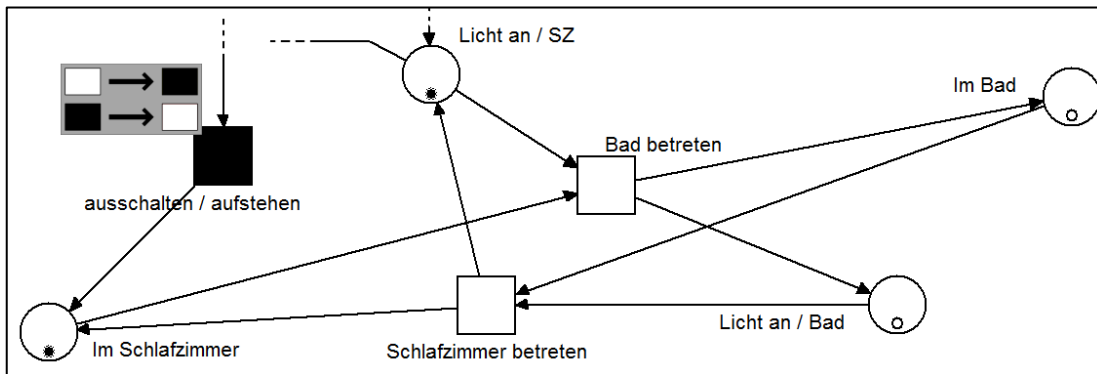 Licht an / SZ
Im Bad
Bad betreten
ausschalten / aufstehen
Licht an / Bad
Im Schlafzimmer
Schlafzimmer betreten